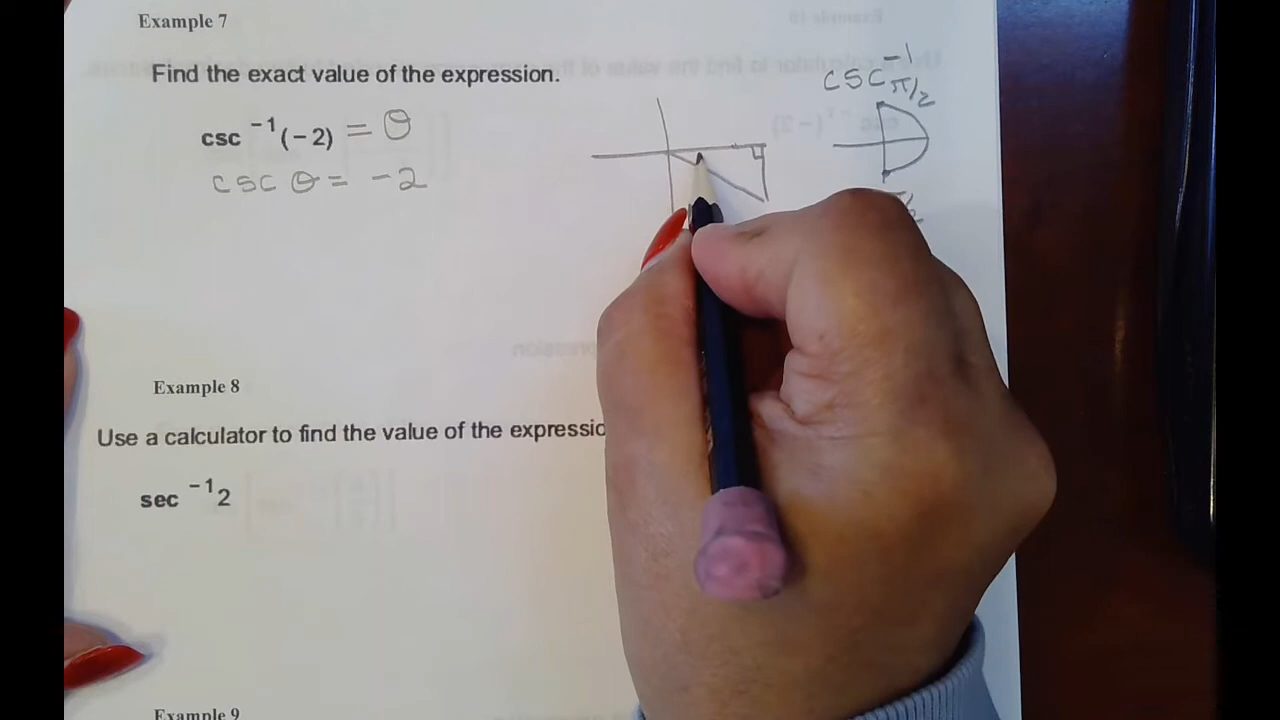 Example 7
Find the exact value of the expression.
csc ⁻¹(−2) = θ
csc θ = −2
csc⁻¹
π/2
Example 8
Use a calculator to find the value of the
sec ⁻¹2
Example 9